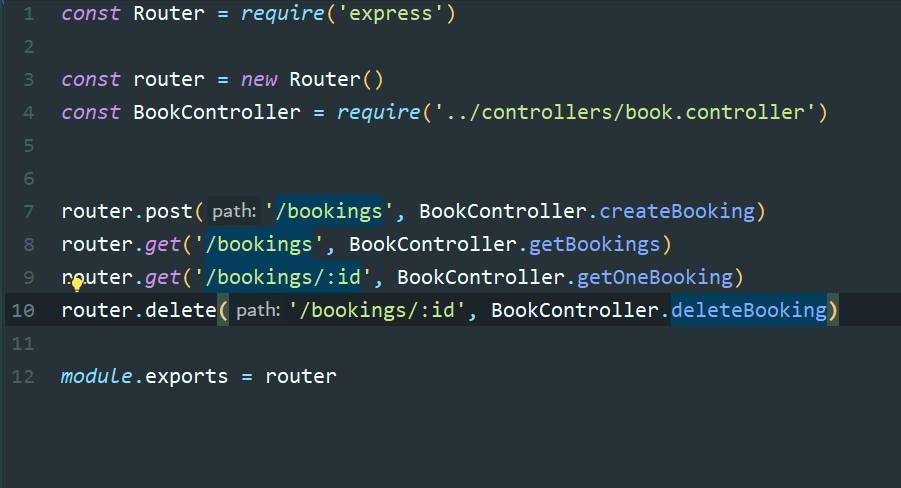 1 const Router = require('express')
2
3 const router = new Router()
4 const BookController = require('../controllers/book.controller')
5
6
7 router.post( path: '/bookings', BookController.createBooking)
8 router.get('/bookings', BookController.getBookings)
9 router.get('/bookings/:id', BookController.getOneBooking)
10 router.delete( path: '/bookings/:id', BookController.deleteBooking)
11
12 module.exports = router